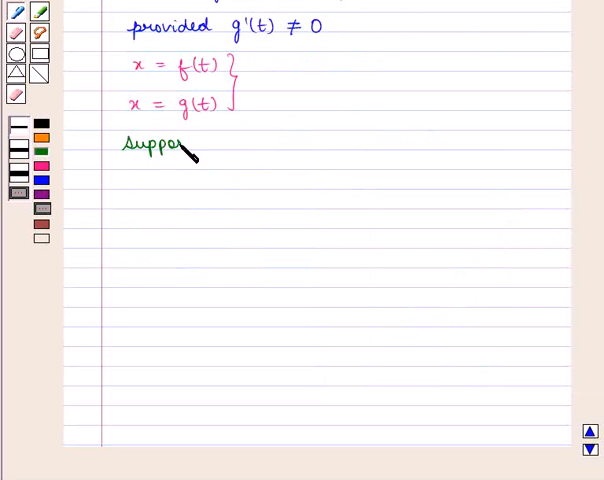 provided g'(t) ≠ 0
x = f(t)
x = g(t)
Suppo